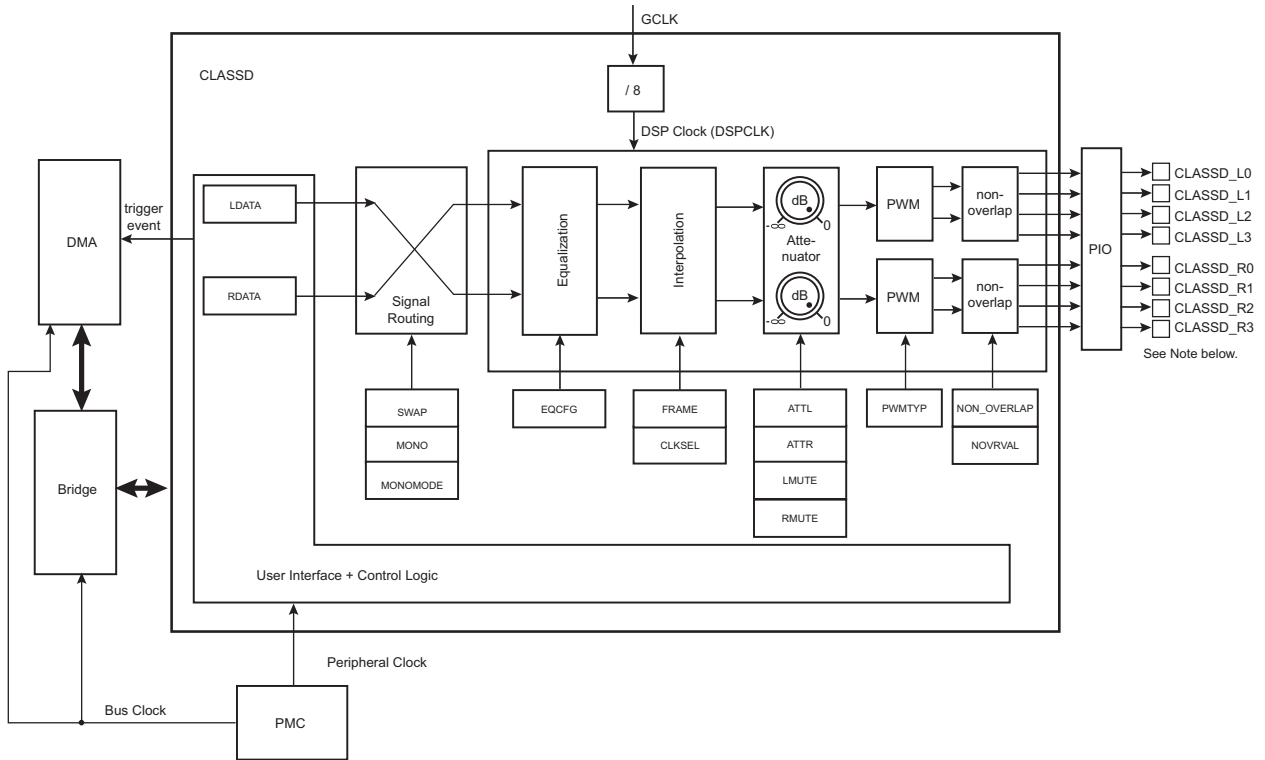 GCLK
CLASSD
/ 8
DSP Clock (DSPCLK)
DMA
trigger
event
LDATA
RDATA
Signal
Routing
Equalization
Interpolation
dB
-∞
0
Atte-
nuator
dB
-∞
0
PWM
non-
overlap
PWM
non-
overlap
PIO
CLASSD_L0
CLASSD_L1
CLASSD_L2
CLASSD_L3
CLASSD_R0
CLASSD_R1
CLASSD_R2
CLASSD_R3
See Note below.
SWAP
MONO
MONOMODE
EQCFG
FRAME
CLKSEL
ATTL
ATTR
LMUTE
RMUTE
PWMTYP
NON_OVERLAP
NOVRVAL
Bridge
User Interface + Control Logic
Peripheral Clock
Bus Clock
PMC